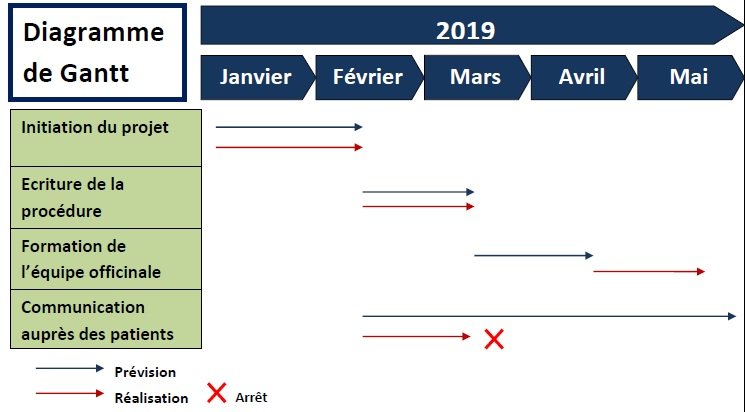 Diagramme
de Gantt
2019
Janvier Février Mars Avril Mai
Initiation du projet
Ecriture de la
procédure
Formation de
l’équipe officinale
Communication
auprès des patients
Prévision
Réalisation Arrêt